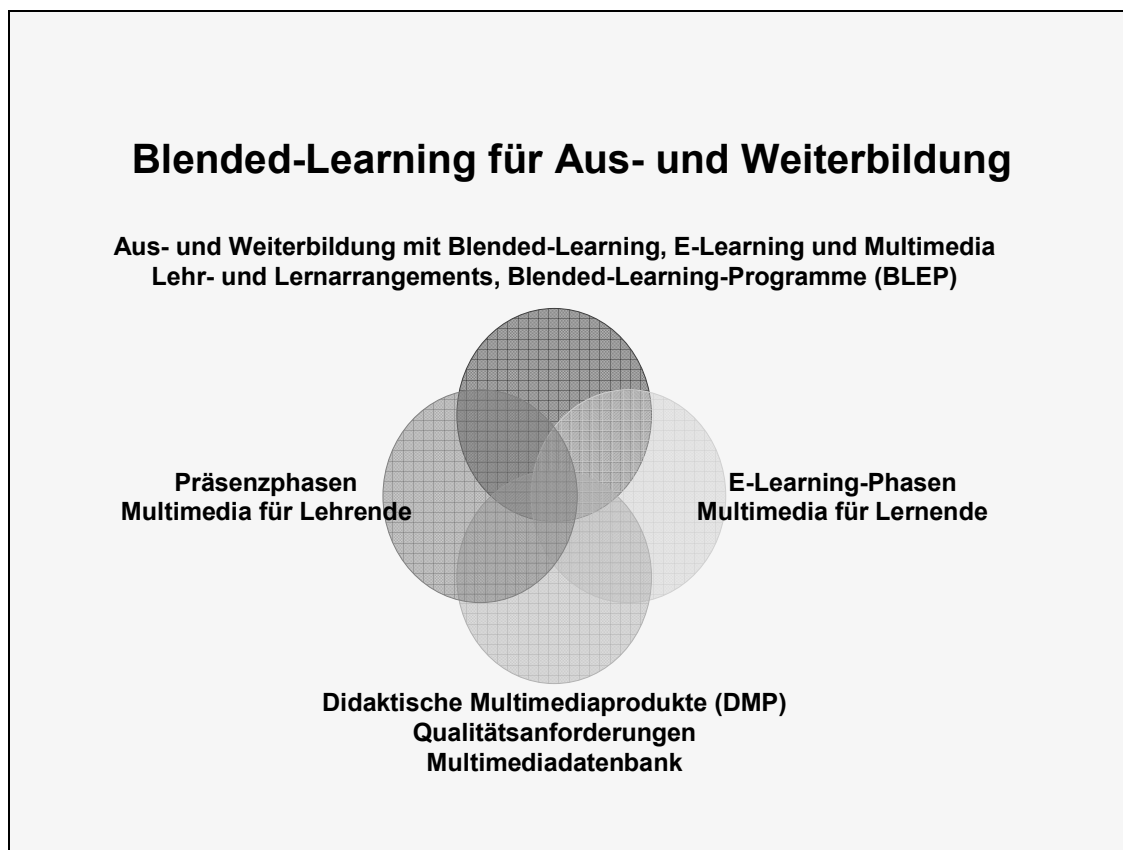 Blended-Learning für Aus- und Weiterbildung
Aus- und Weiterbildung mit Blended-Learning, E-Learning und Multimedia
Lehr- und Lernarrangements, Blended-Learning-Programme (BLEP)
Präsenzphasen
Multimedia für Lehrende
E-Learning-Phasen
Multimedia für Lernende
Didaktische Multimediaprodukte (DMP)
Qualitätsanforderungen
Multimediadatenbank